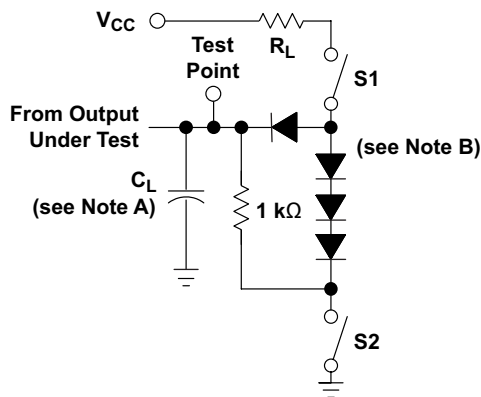 VCC
RL
S1
Test
Point
From Output
Under Test
(see Note B)
CL
(see Note A)
1 kΩ
S2